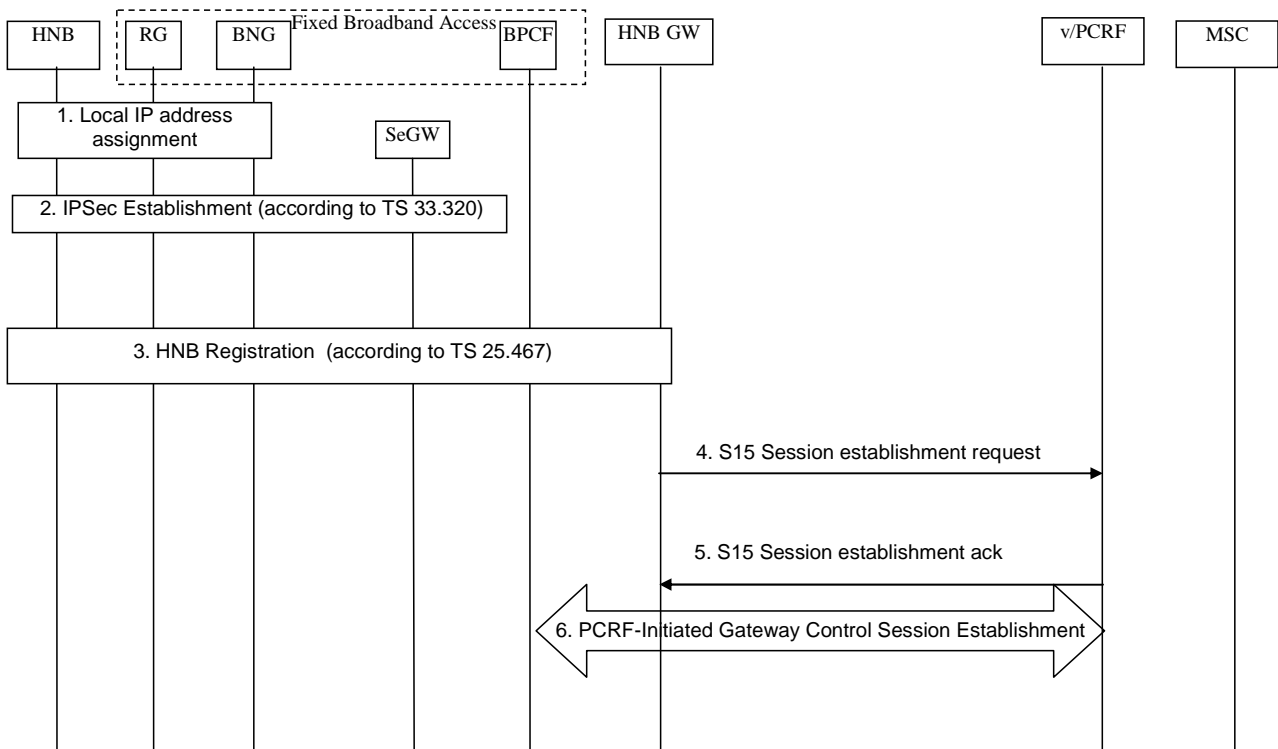 Fixed Broadband Access
HNB
RG
BNG
BPCF
HNB GW
v/PCRF
MSC
1. Local IP address
assignment
SeGW
2. IPSec Establishment (according to TS 33.320)
3. HNB Registration (according to TS 25.467)
4. S15 Session establishment request
5. S15 Session establishment ack
6. PCRF-Initiated Gateway Control Session Establishment